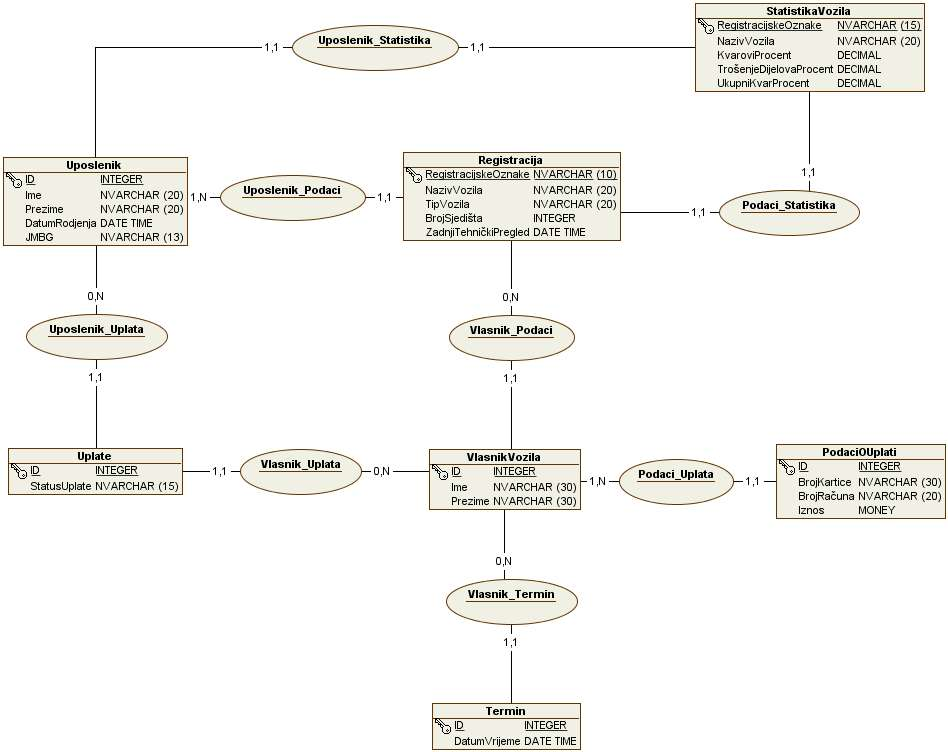 StatistikaVozila
RegistracijskeOznake NVARCHAR (15)
NazivVozila NVARCHAR (20)
KvaroviProcent DECIMAL
TrošenjeDijelovaProcent DECIMAL
UkupniKvarProcent DECIMAL
1,1
Uposlenik_Statistika
1,1
Uposlenik
ID INTEGER
Ime NVARCHAR (20)
Prezime NVARCHAR (20)
DatumRodjenja DATE TIME
JMBG NVARCHAR (13)
1,N
Uposlenik_Podaci
1,1
Registracija
RegistracijskeOznake NVARCHAR (10)
NazivVozila NVARCHAR (20)
TipVozila NVARCHAR (20)
BrojSjedišta INTEGER
ZadnjiTehničkiPregled DATE TIME
1,1
1,1
Podaci_Statistika
0,N
Uposlenik_Uplata
1,1
0,N
Vlasnik_Podaci
1,1
Uplate
ID INTEGER
StatusUplate NVARCHAR (15)
1,1
Vlasnik_Uplata
0,N
VlasnikVozila
ID INTEGER
Ime NVARCHAR (30)
Prezime NVARCHAR (30)
1,N
Podaci_Uplata
1,1
PodaciOUplati
ID INTEGER
BrojKartice NVARCHAR (30)
BrojRačuna NVARCHAR (20)
Iznos MONEY
0,N
Vlasnik_Termin
1,1
Termin
ID INTEGER
DatumVrijeme DATE TIME